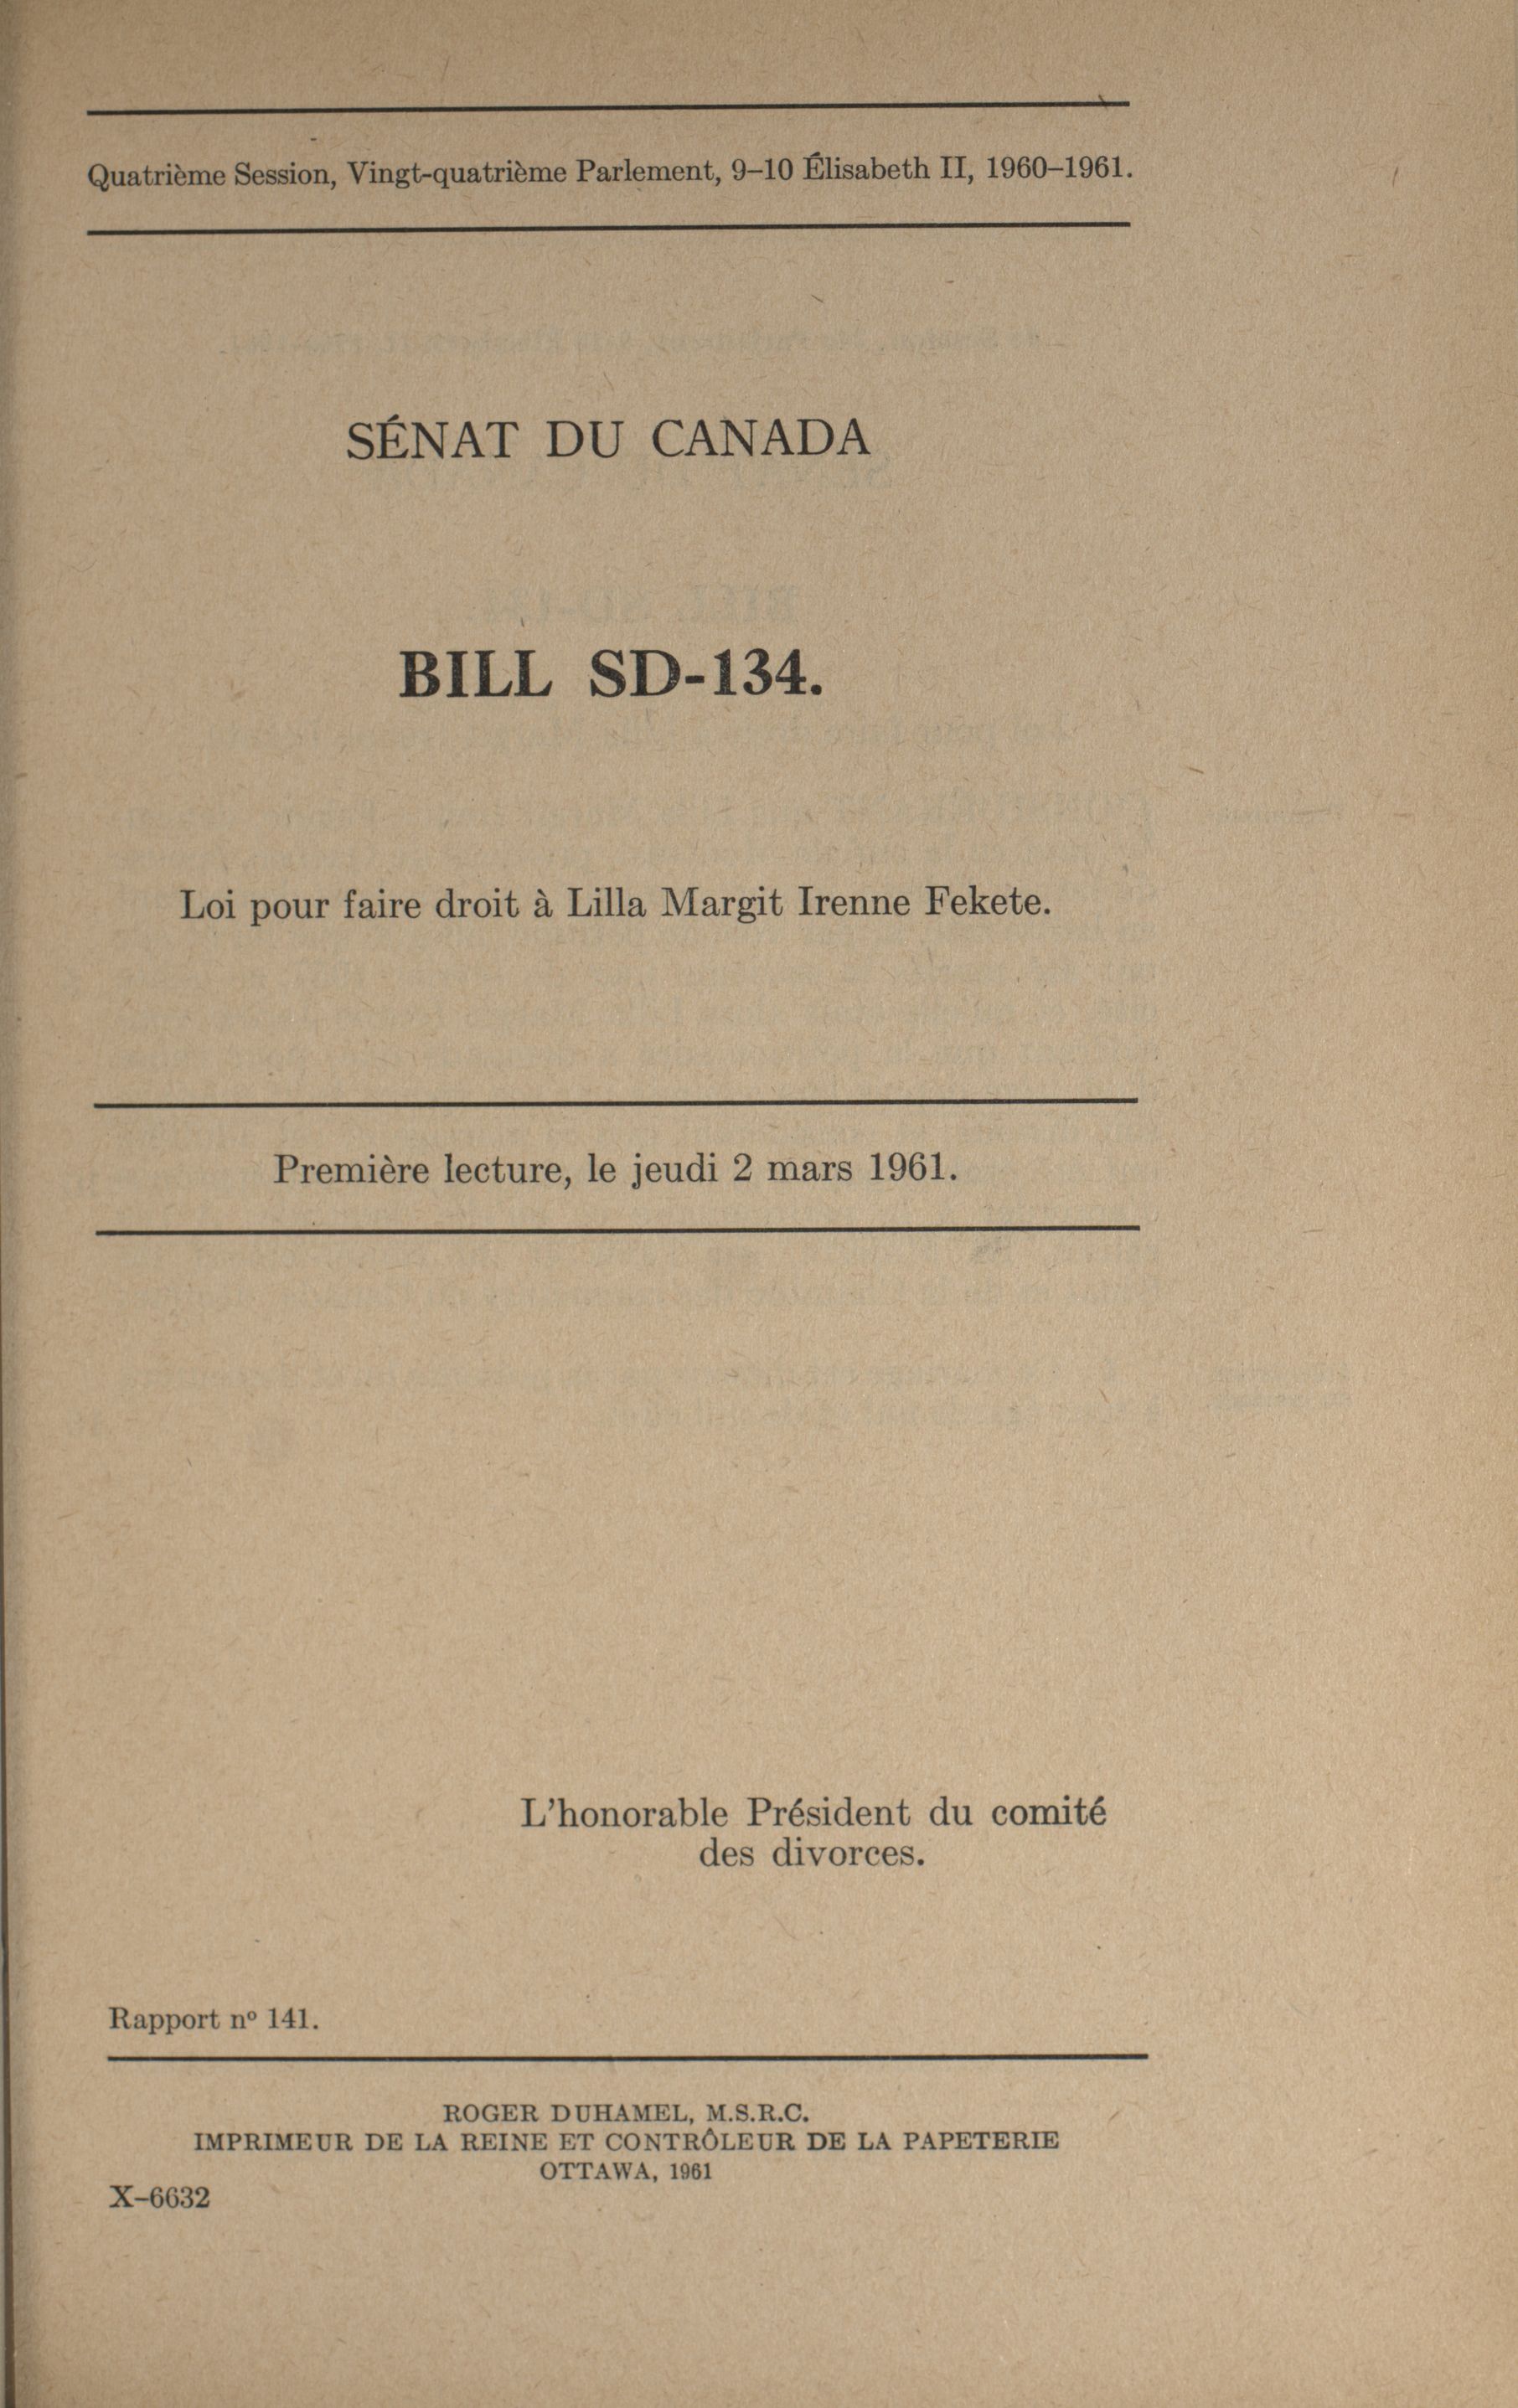 Quatrième Session, Vingt-quatrième Parlement, 9–10 Élisabeth II, 1960–1961.
SÉNAT DU CANADA
BILL SD-134.
Loi pour faire droit à Lilla Margit Irenne Fekete.
Première lecture, le jeudi 2 mars 1961.
L'honorable Président du comité
des divorces.
Rapport nº 141.
ROGER DUHAMEL, M.S.R.C.
IMPRIMEUR DE LA REINE ET CONTRÔLEUR DE LA PAPETERIE
OTTAWA, 1961
X–6632